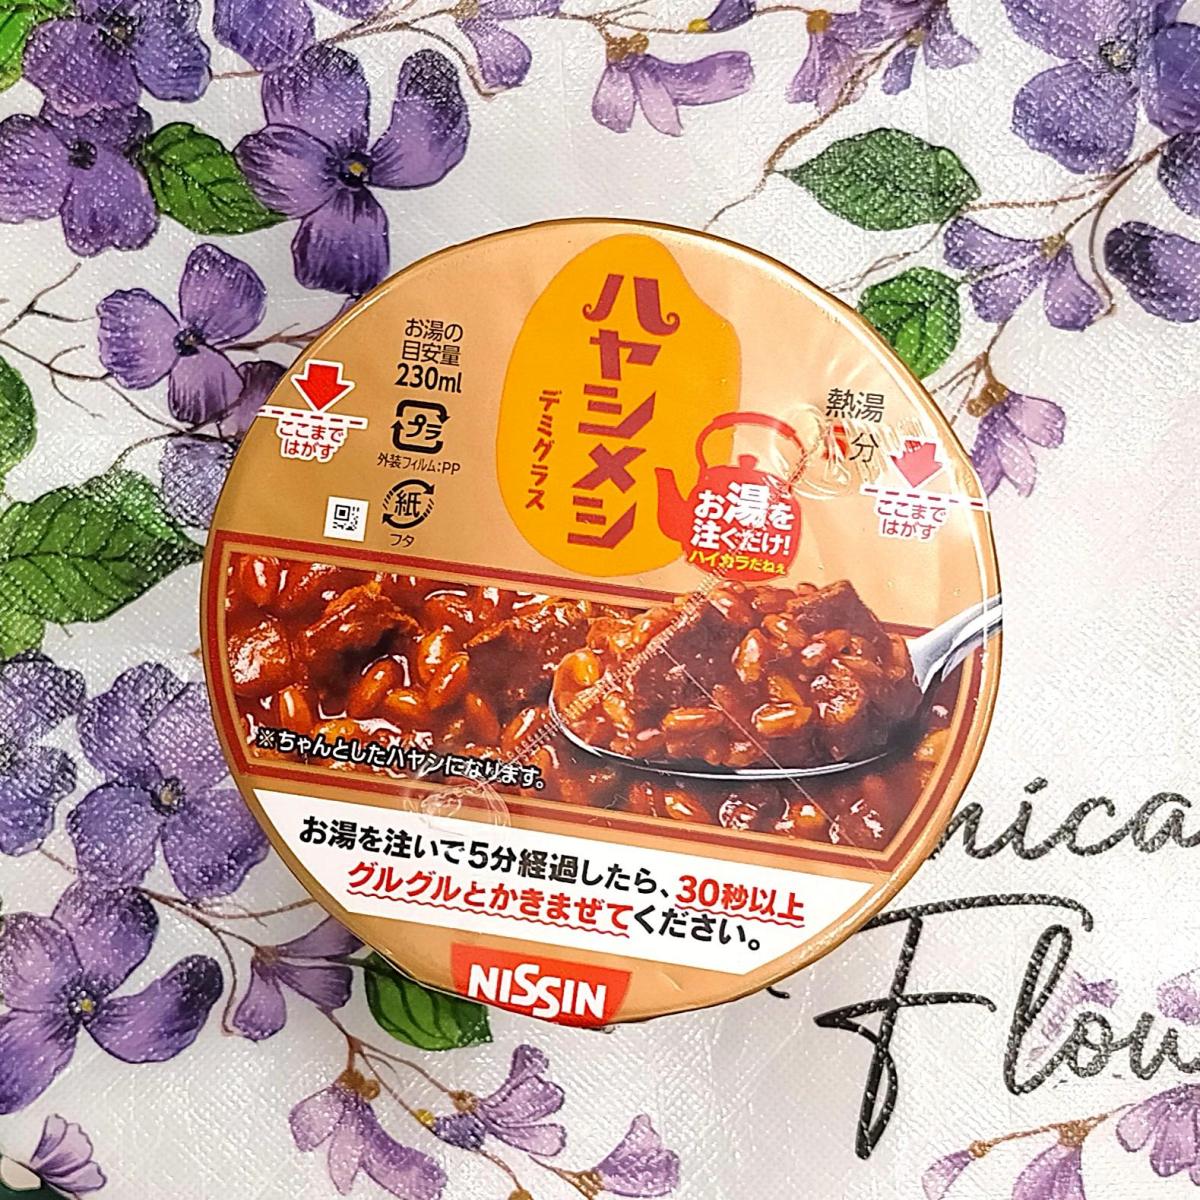 ハヤシメシ
デミグラス
お湯の
目安量
230ml
プラ
外装フィルム:PP
紙
フタ
ここまで
はがす
熱湯
5分
ここまで
はがす
お湯を
注ぐだけ!
ハイカラだねぇ
※ちゃんとしたハヤシになります。
お湯を注いで5分経過したら、30秒以上
グルグルとかきまぜてください。
NISSIN
nica
Flow